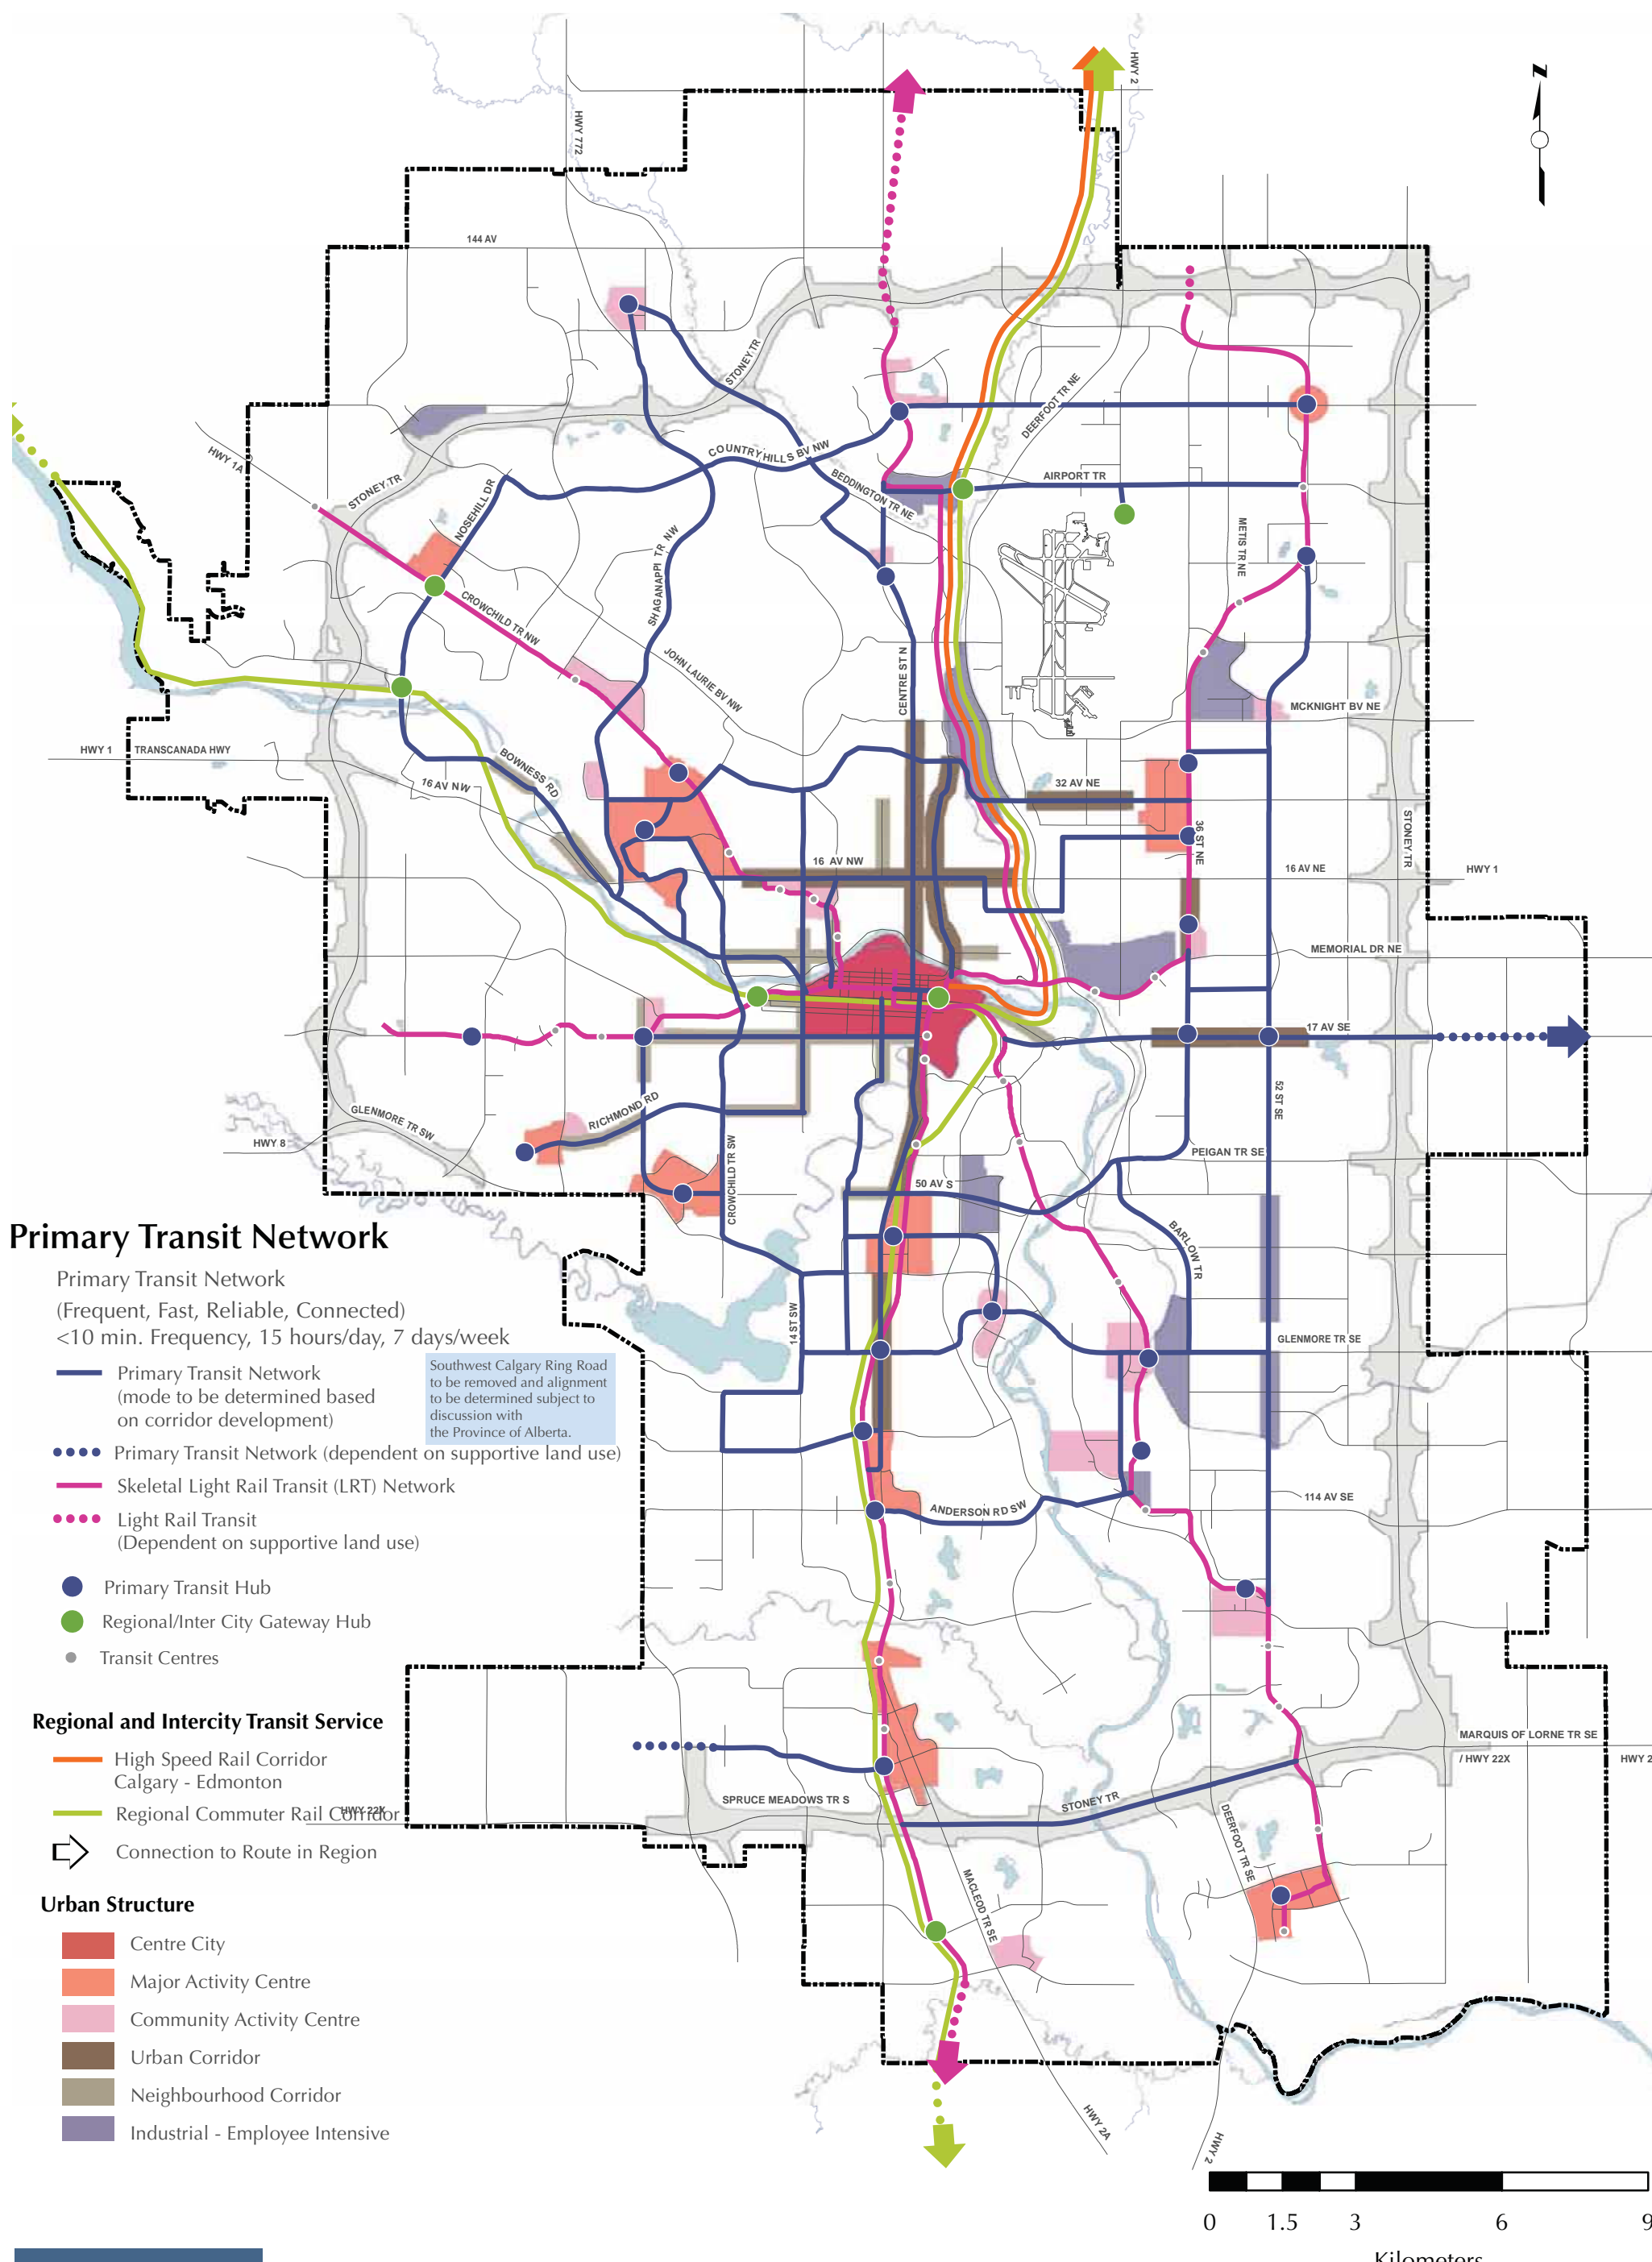 HWY 2
N
HWY 772
144 AV
STONEY TR
DEERFOOT TR NE
COUNTRY HILLS BV NW
HWY 1A
STONEY TR
NOSEHILL DR
BEDDINGTON TR NE
AIRPORT TR
METIS TR NE
SHAGANAPPI TR NW
CROWCHILD TR NW
JOHN LAURIE BV NW
CENTRE ST N
MCKNIGHT BV NE
HWY 1
TRANSCANADA HWY
BOWNESS RD
16 AV NW
32 AV NE
36 ST NE
STONEY TR
16 AV NW
16 AV NE
HWY 1
MEMORIAL DR NE
17 AV SE
52 ST SE
GLENMORE TR SW
RICHMOND RD
HWY 8
CROWCHILD TR SW
PEIGAN TR SE
50 AV S
BARLOW TR
14 ST SW
GLENMORE TR SE
ANDERSON RD SW
114 AV SE
MARQUIS OF LORNE TR SE
/ HWY 22X
HWY 2
SPRUCE MEADOWS TR S
STONEY TR
DEERFOOT TR SE
MACLEOD TR SE
HWY 2A
HWY 2
Primary Transit Network
Primary Transit Network
(Frequent, Fast, Reliable, Connected)
<10 min. Frequency, 15 hours/day, 7 days/week
Primary Transit Network
(mode to be determined based
on corridor development)
Southwest Calgary Ring Road
to be removed and alignment
to be determined subject to
discussion with
the Province of Alberta.
Primary Transit Network (dependent on supportive land use)
Skeletal Light Rail Transit (LRT) Network
Light Rail Transit
(Dependent on supportive land use)
Primary Transit Hub
Regional/Inter City Gateway Hub
Transit Centres
Regional and Intercity Transit Service
High Speed Rail Corridor
Calgary - Edmonton
Regional Commuter Rail Corridor
HWY 22X
Connection to Route in Region
Urban Structure
Centre City
Major Activity Centre
Community Activity Centre
Urban Corridor
Neighbourhood Corridor
Industrial - Employee Intensive
0 1.5 3 6 9
Kilometers